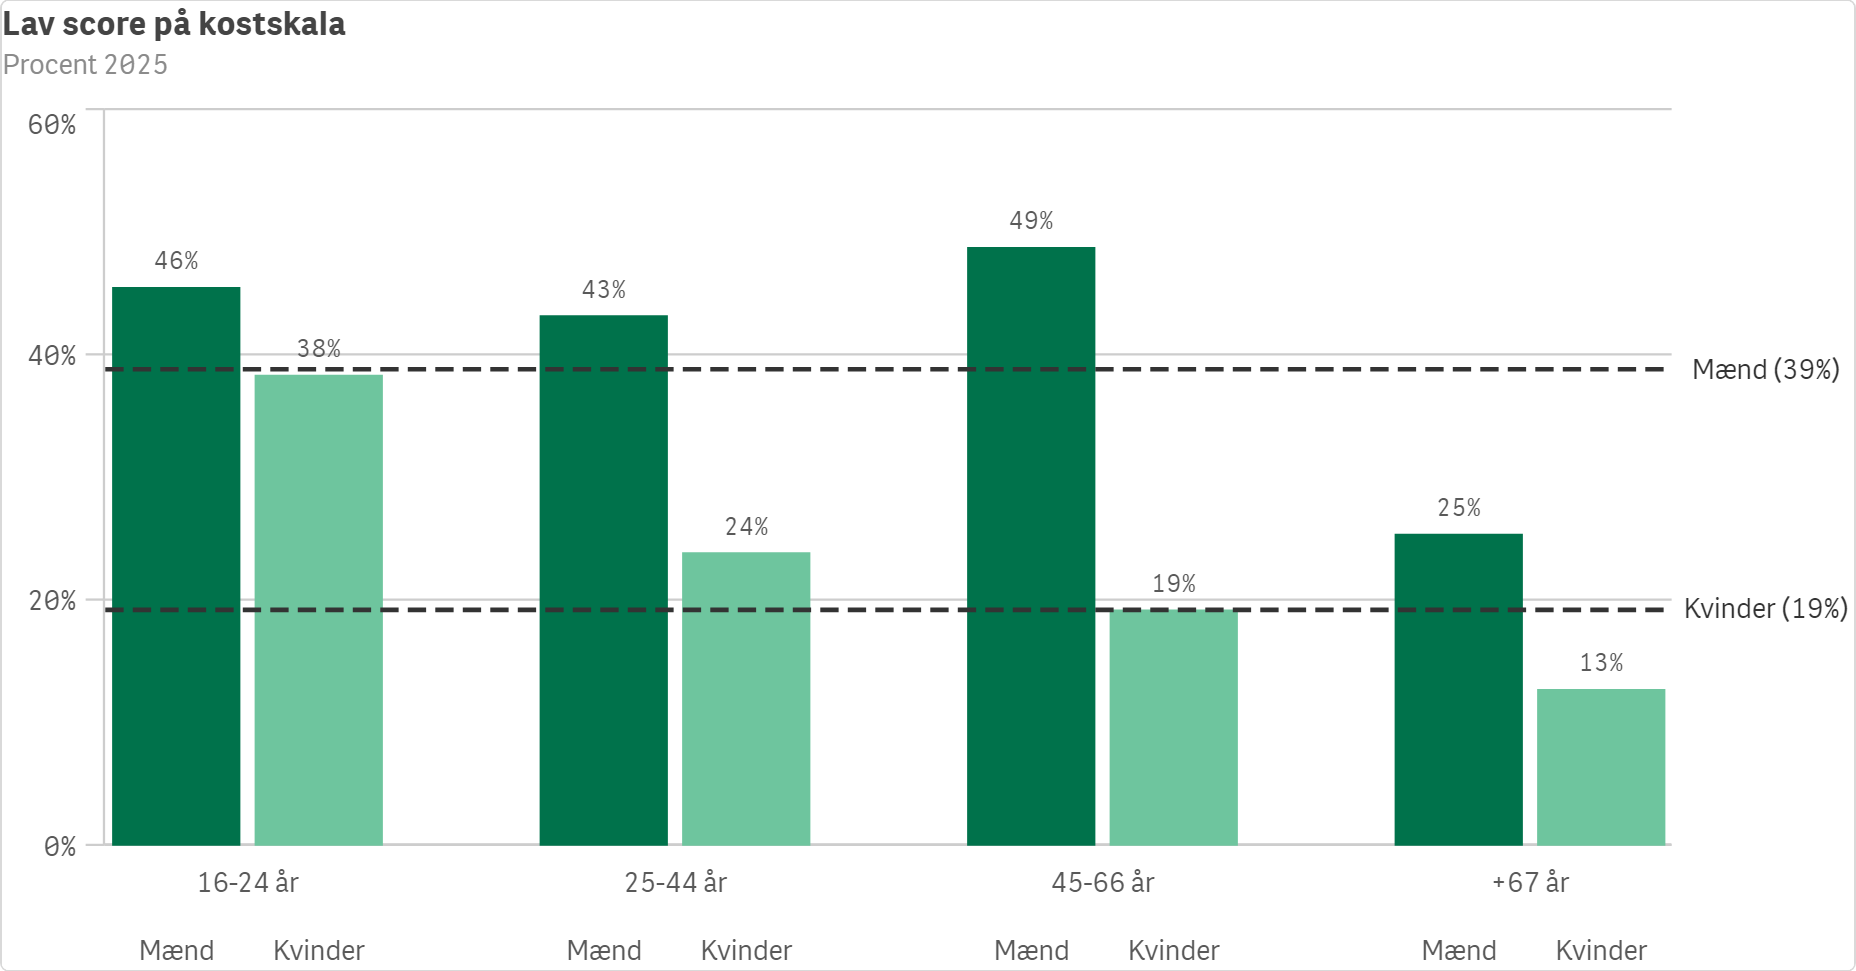 Lav score på kostskala
Procent 2025
60%
40%
20%
0%
46%
38%
43%
24%
49%
19%
25%
13%
Mænd (39%)
Kvinder (19%)
16-24 år
25-44 år
45-66 år
+67 år
Mænd
Kvinder
Mænd
Kvinder
Mænd
Kvinder
Mænd
Kvinder